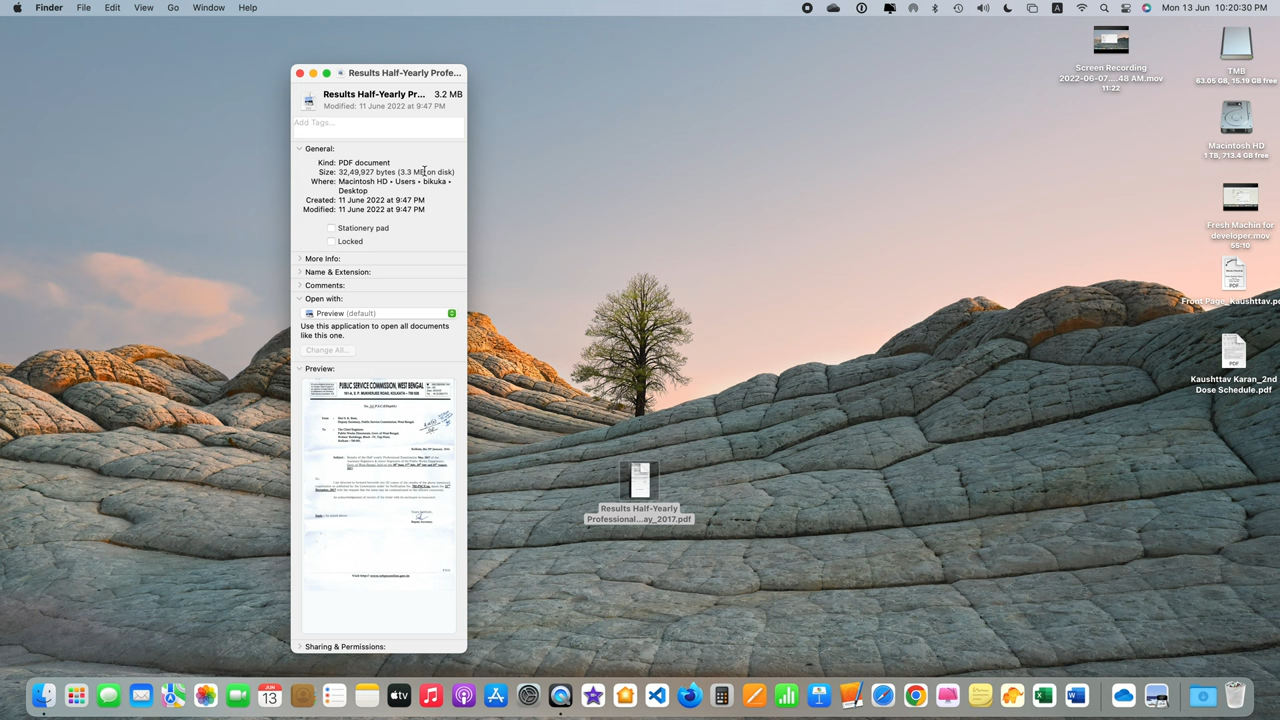 Finder File Edit View Go Window Help
A Mon 13 Jun 10:20:30 PM
Results Half-Yearly Profe...
Results Half-Yearly Pr... 3.2 MB
Modified: 11 June 2022 at 9:47 PM
Add Tags...
General:
Kind: PDF document
Size: 32,49,927 bytes (3.3 MB on disk)
Where: Macintosh HD • Users • bikuka •
Desktop
Created: 11 June 2022 at 9:47 PM
Modified: 11 June 2022 at 9:47 PM
Stationery pad
Locked
More Info:
Name & Extension:
Comments:
Open with:
Preview (default)
Use this application to open all documents
like this one.
Change All...
Preview:
PUBLIC SERVICE COMMISSION, WEST BENGAL
Sharing & Permissions:
Results Half-Yearly
Professional...ay_2017.pdf
Screen Recording
2022-06-07....48 AM.mov
11:22
TMB
63.05 GB, 15.19 GB free
Macintosh HD
1 TB, 713.4 GB free
Fresh Machin for
developer.mov
55:10
PDF
Front Page_Kaushttav.pd
PDF
Kaushttav Karan_2nd
Dose Schedule.pdf
JUN
13
tv